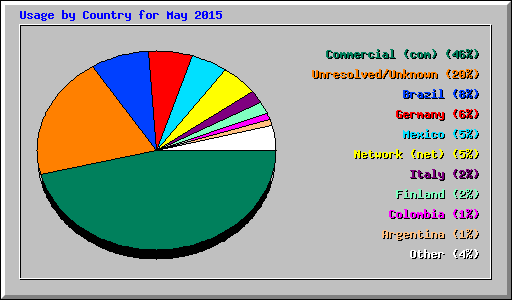 Usage by Country for May 2015
Commercial (com) (46%)
Unresolved/Unknown (20%)
Brazil (8%)
Germany (6%)
Mexico (5%)
Network (net) (5%)
Italy (2%)
Finland (2%)
Colombia (1%)
Argentina (1%)
Other (4%)